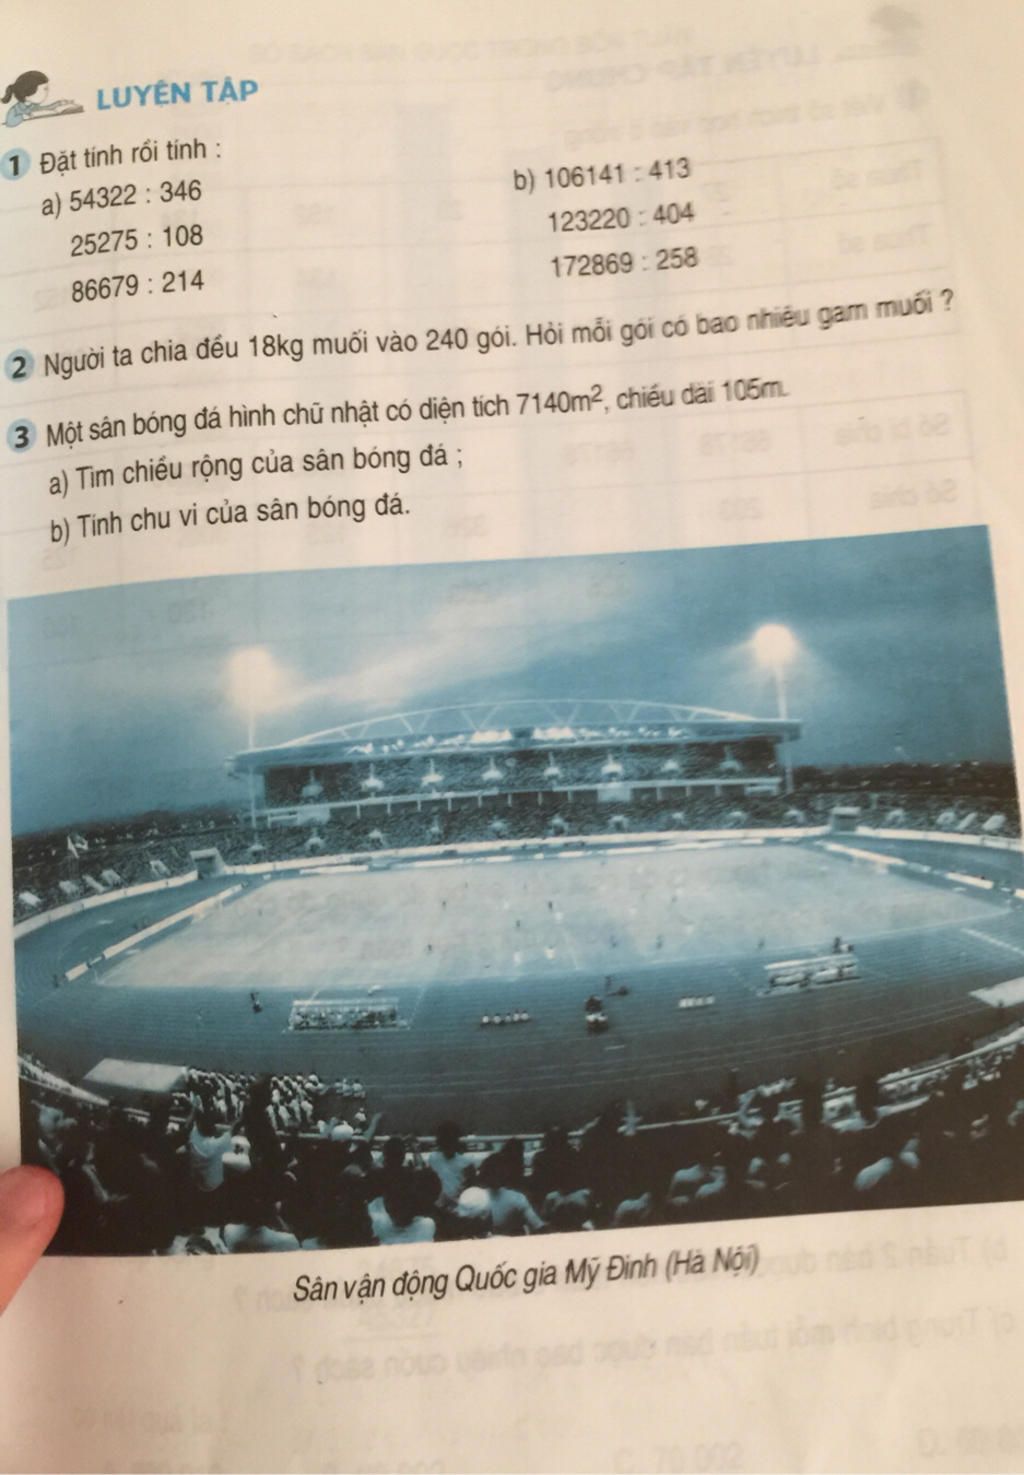 LUYỆN TẬP
1 Đặt tính rồi tính :
a) 54322 : 346
25275 : 108
86679 : 214
b) 106141 : 413
123220 : 404
172869 : 258
2 Người ta chia đều 18kg muối vào 240 gói. Hỏi mỗi gói có bao nhiêu gam muối ?
3 Một sân bóng đá hình chữ nhật có diện tích 7140m², chiều dài 105m.
a) Tìm chiều rộng của sân bóng đá ;
b) Tính chu vi của sân bóng đá.
Sân vận động Quốc gia Mỹ Đình (Hà Nội)